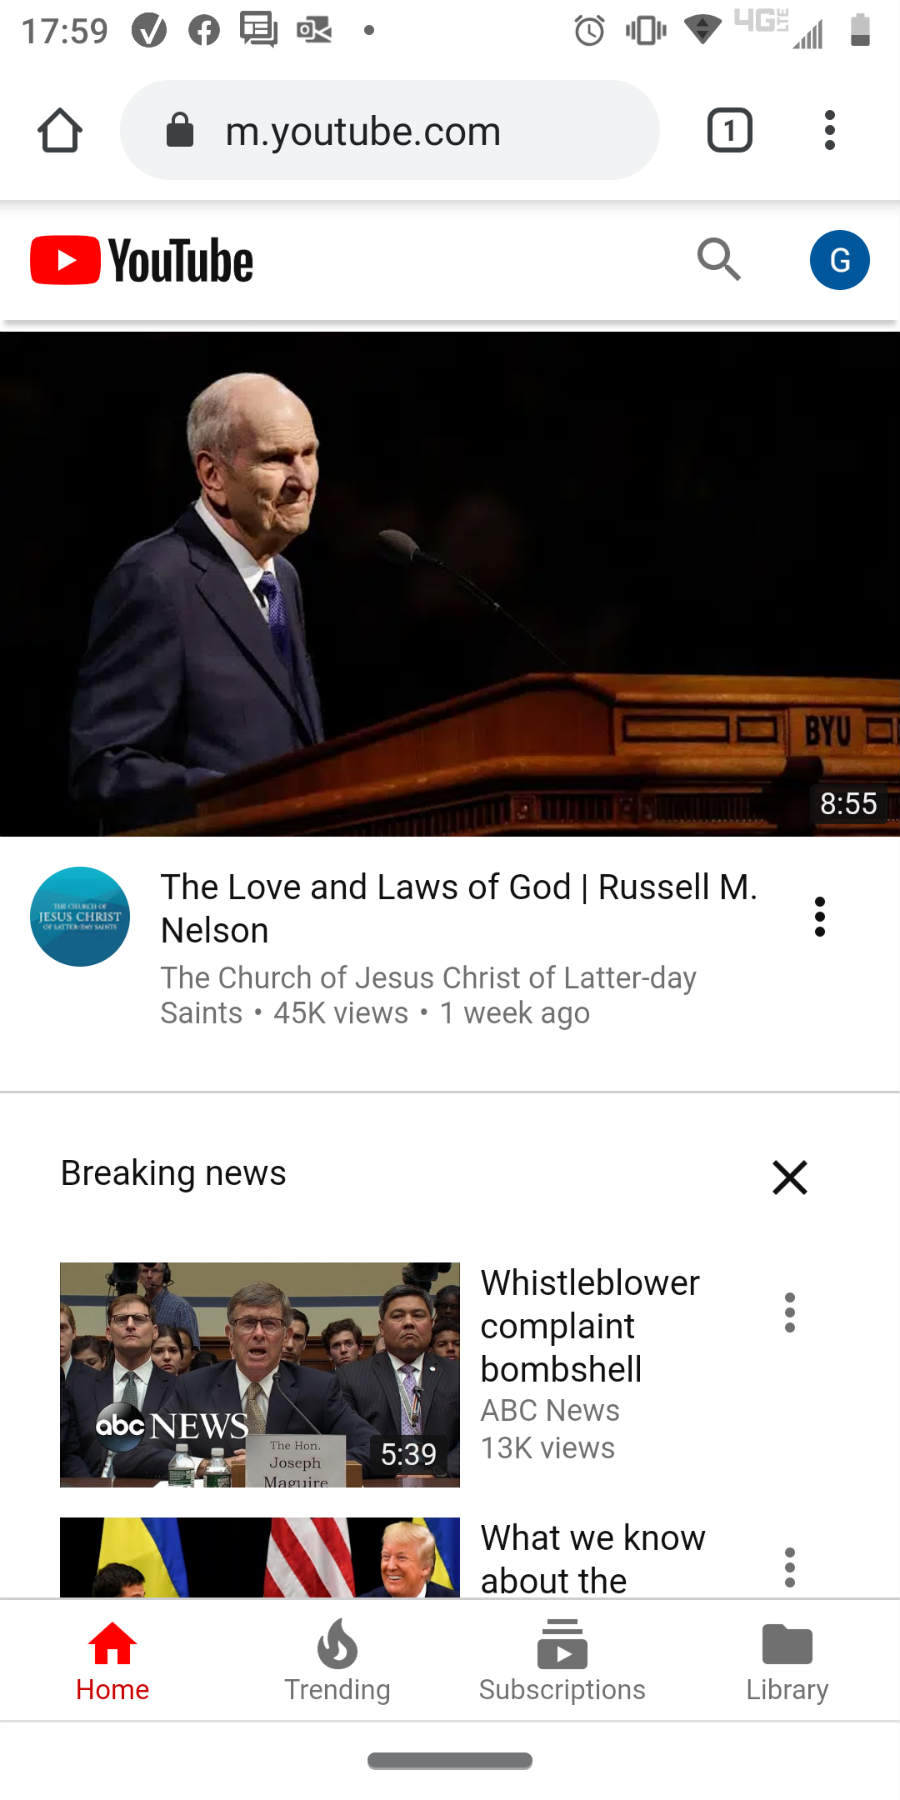 17:59
4G LTE
m.youtube.com
1
YouTube
G
BYU
8:55
THE CHURCH OF
JESUS CHRIST
OF LATTER-DAY SAINTS
The Love and Laws of God | Russell M.
Nelson
The Church of Jesus Christ of Latter-day
Saints • 45K views • 1 week ago
Breaking news
abc NEWS
The Hon.
Joseph
Maguire
5:39
Whistleblower
complaint
bombshell
ABC News
13K views
What we know
about the
Home
Trending
Subscriptions
Library